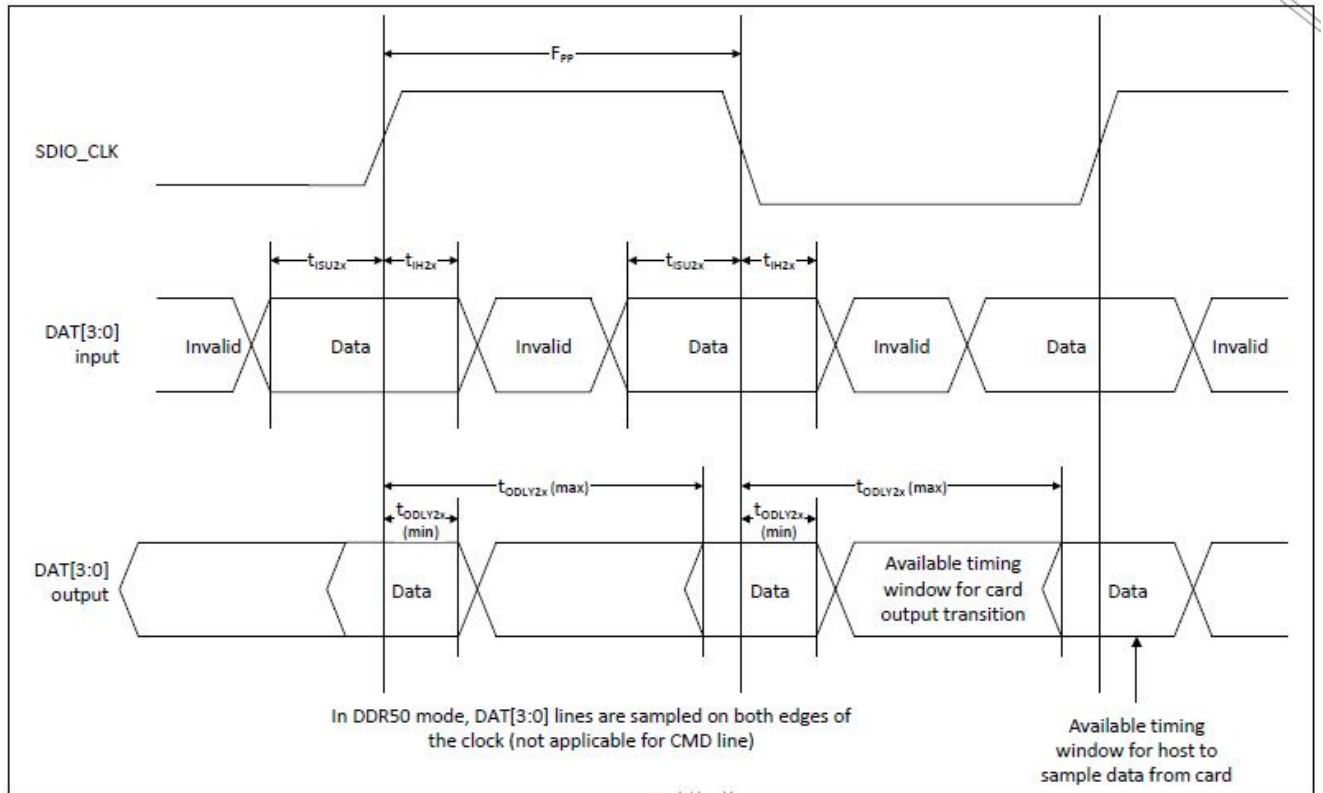 F_PP
SDIO_CLK
t_ISU2x t_IH2x t_ISU2x t_IH2x
DAT[3:0]
input
Invalid Data Invalid Data Invalid Data Invalid
t_ODLY2x (max) t_ODLY2x (max)
t_ODLY2x
(min)
t_ODLY2x
(min)
DAT[3:0]
output
Data Data
Available timing
window for card
output transition
Data
In DDR50 mode, DAT[3:0] lines are sampled on both edges of
the clock (not applicable for CMD line)
Available timing
window for host to
sample data from card